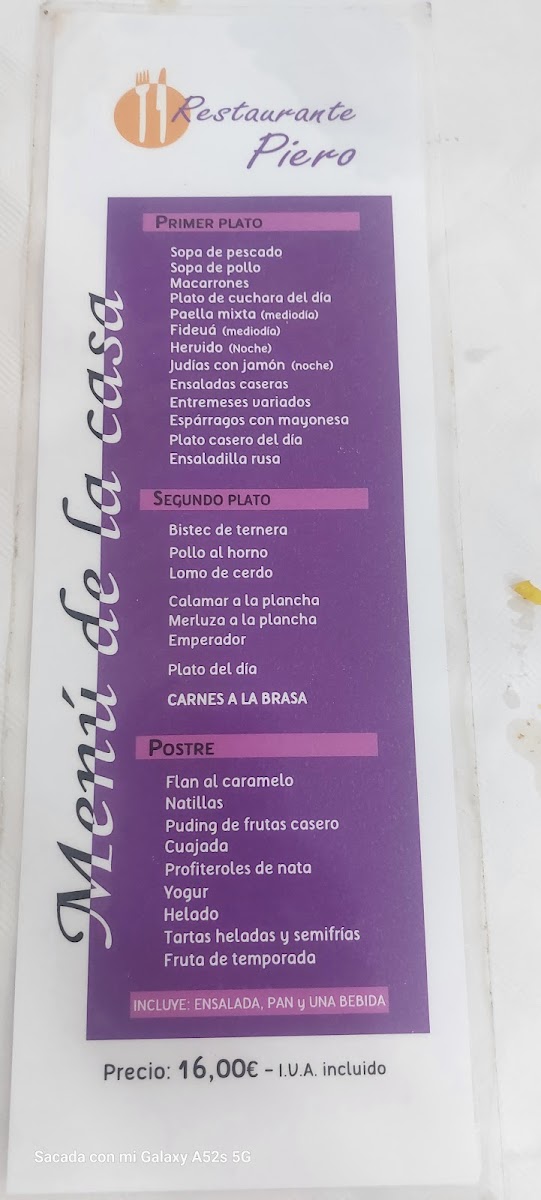 Restaurante
Piero
Menú de la casa
PRIMER PLATO
Sopa de pescado
Sopa de pollo
Macarrones
Plato de cuchara del día
Paella mixta (mediodía)
Fideuá (mediodía)
Hervido (Noche)
Judías con jamón (noche)
Ensaladas caseras
Entremeses variados
Espárragos con mayonesa
Plato casero del día
Ensaladilla rusa
SEGUNDO PLATO
Bistec de ternera
Pollo al horno
Lomo de cerdo
Calamar a la plancha
Merluza a la plancha
Emperador
Plato del día
CARNES A LA BRASA
POSTRE
Flan al caramelo
Natillas
Puding de frutas casero
Cuajada
Profiteroles de nata
Yogur
Helado
Tartas heladas y semifrías
Fruta de temporada
INCLUYE: ENSALADA, PAN y UNA BEBIDA
Precio: 16,00€ - I.V.A. incluido
Sacada con mi Galaxy A52s 5G